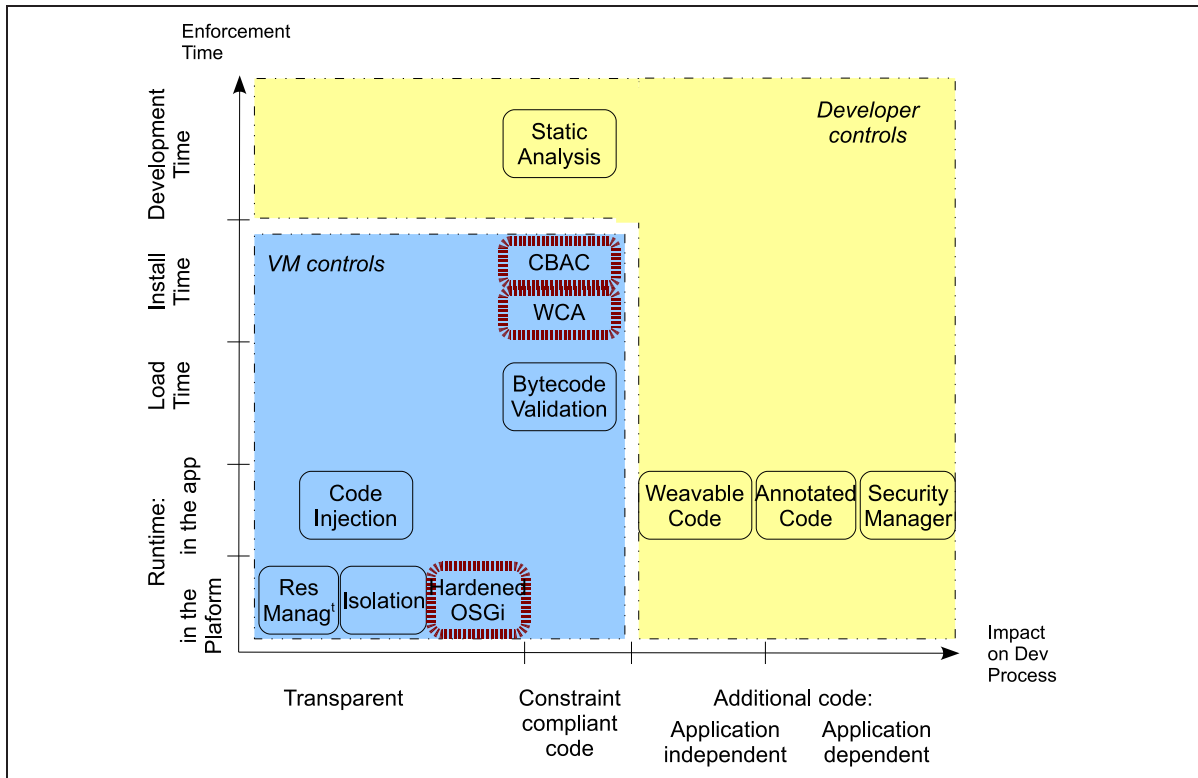 Enforcement
Time
Developer
controls
Static
Analysis
Development
Time
VM controls
CBAC
WCA
Install
Time
Bytecode
Validation
Load
Time
Code
Injection
Weavable
Code
Annotated
Code
Security
Manager
Runtime:
in the app
Res
Managᵗ
Isolation
Hardened
OSGi
in the
Plaform
Impact
on Dev
Process
Transparent
Constraint
compliant
code
Additional code:
Application
independent
Application
dependent